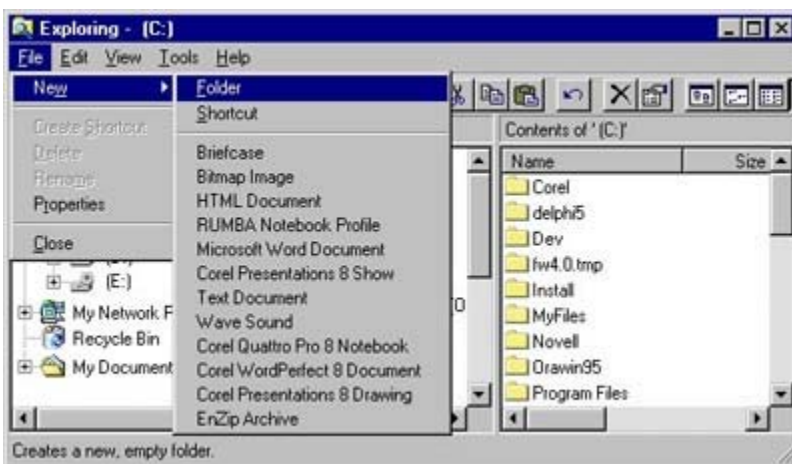 Exploring - (C:)
File Edit View Tools Help
New
Create Shortcut
Delete
Rename
Properties
Close
Folder
Shortcut
Briefcase
Bitmap Image
HTML Document
RUMBA Notebook Profile
Microsoft Word Document
Corel Presentations 8 Show
Text Document
Wave Sound
Corel Quattro Pro 8 Notebook
Corel WordPerfect 8 Document
Corel Presentations 8 Drawing
EnZip Archive
(E:)
My Network
Recycle Bin
My Document
Contents of '(C:)'
Name Size
Corel
delphi5
Dev
fw4.0.tmp
Install
MyFiles
Novell
Orawin95
Program Files
Creates a new, empty folder.